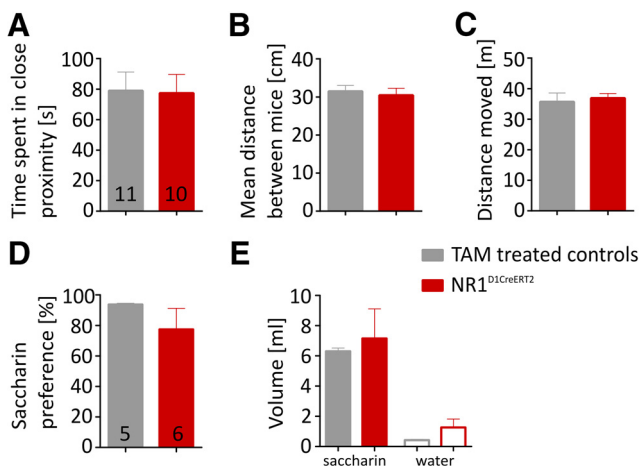 A
Time spent in close
proximity [s]
100
80
60
40
20
0
11
10
B
Mean distance
between mice [cm]
40
30
20
10
0
C
Distance moved [m]
50
40
30
20
10
0
D
Saccharin
preference [%]
100
80
60
40
20
0
5
6
E
TAM treated controls
NR1D1CreERT2
Volume [ml]
10
8
6
4
2
0
saccharin
water